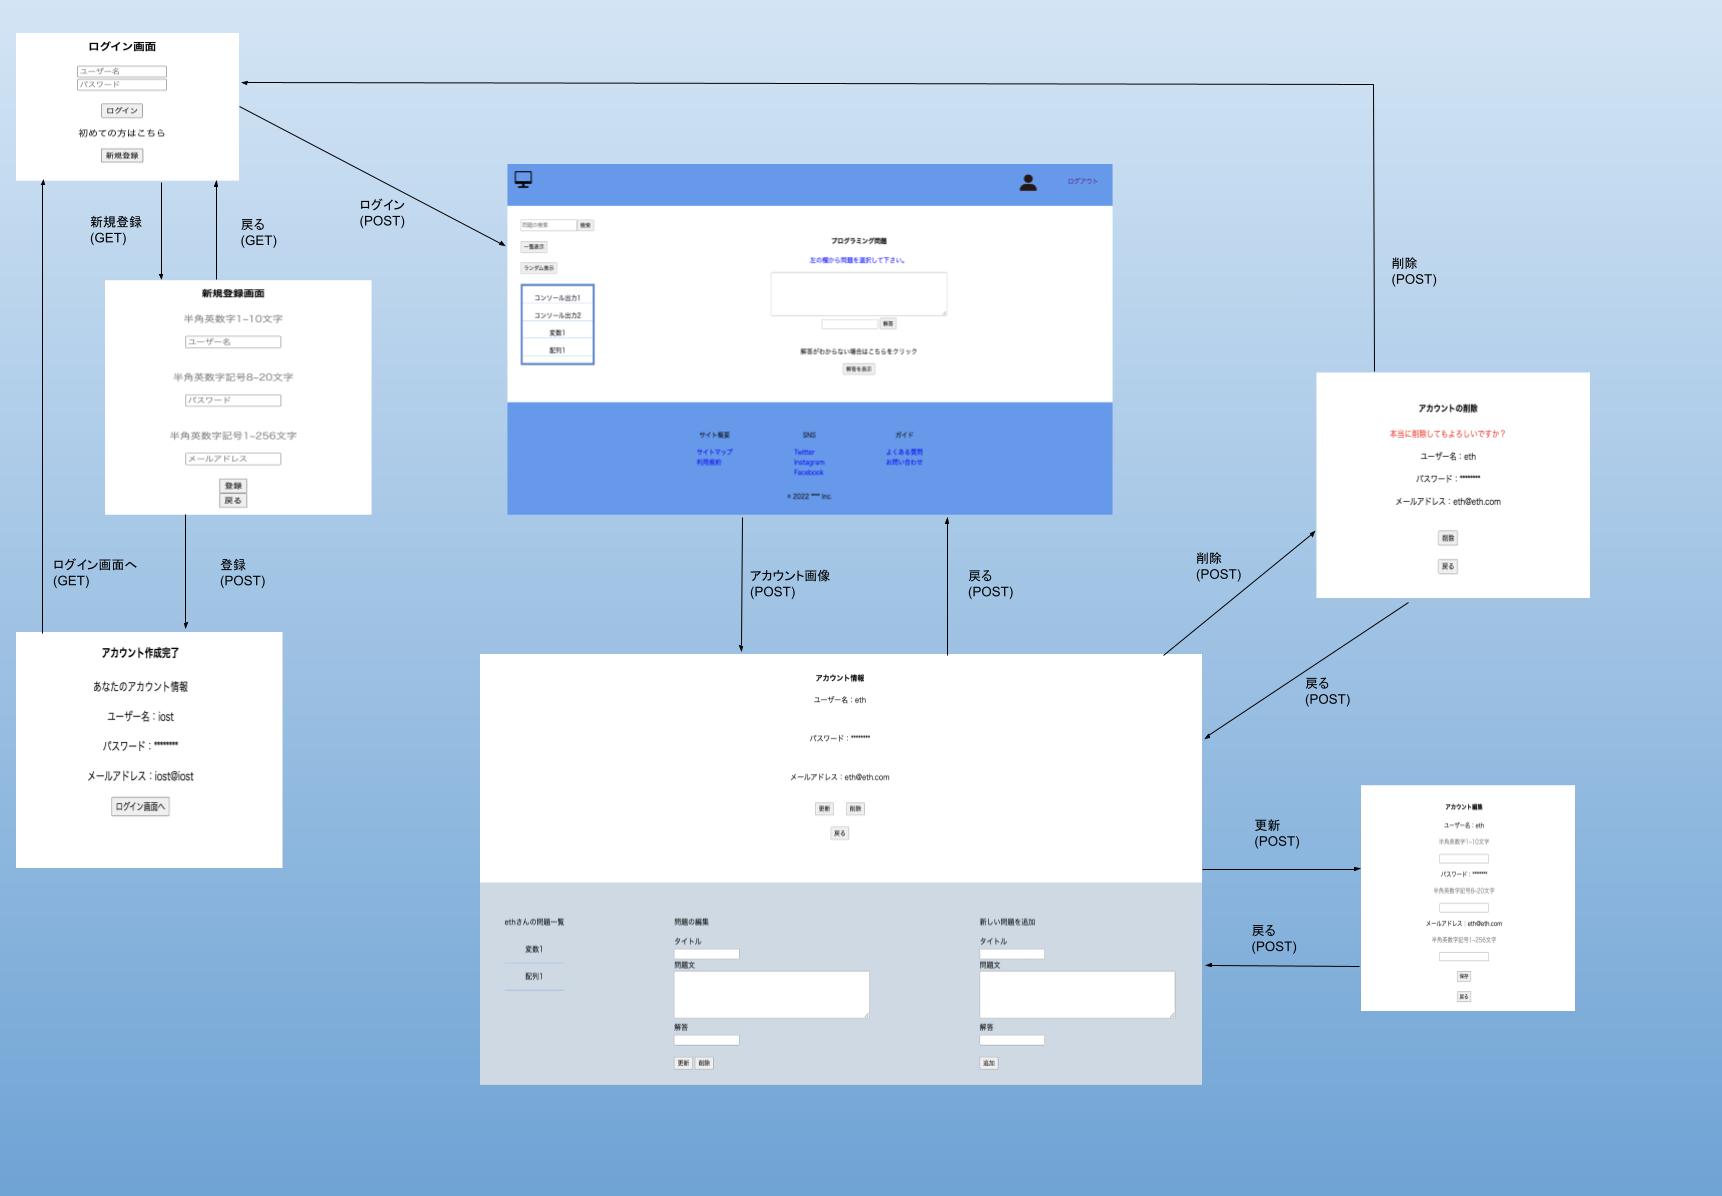 ログイン画面
ユーザー名
パスワード
ログイン
初めての方はこちら
新規登録
新規登録
(GET)
戻る
(GET)
ログイン
(POST)
新規登録画面
半角英数字1~10文字
ユーザー名
半角英数字記号8~20文字
パスワード
半角英数字記号1~256文字
メールアドレス
登録
戻る
ログイン画面へ
(GET)
登録
(POST)
アカウント作成完了
あなたのアカウント情報
ユーザー名：iost
パスワード：********
メールアドレス：iost@iost
ログイン画面へ
ログアウト
問題の検索
検索
一覧表示
ランダム表示
コンソール出力1
コンソール出力2
変数1
配列1
プログラミング問題
左の欄から問題を選択して下さい。
解答
解答がわからない場合はこちらをクリック
解答を表示
サイト概要
サイトマップ
利用規約
SNS
Twitter
Instagram
Facebook
ガイド
よくある質問
お問い合わせ
© 2022 *** Inc.
アカウント画像
(POST)
戻る
(POST)
削除
(POST)
削除
(POST)
アカウントの削除
本当に削除してもよろしいですか？
ユーザー名：eth
パスワード：********
メールアドレス：eth@eth.com
削除
戻る
戻る
(POST)
アカウント情報
ユーザー名：eth
パスワード：********
メールアドレス：eth@eth.com
更新
削除
戻る
ethさんの問題一覧
変数1
配列1
問題の編集
タイトル
問題文
解答
更新
削除
新しい問題を追加
タイトル
問題文
解答
追加
更新
(POST)
戻る
(POST)
アカウント編集
ユーザー名：eth
半角英数字1~10文字
パスワード：********
半角英数字記号8~20文字
メールアドレス：eth@eth.com
半角英数字記号1~256文字
保存
戻る